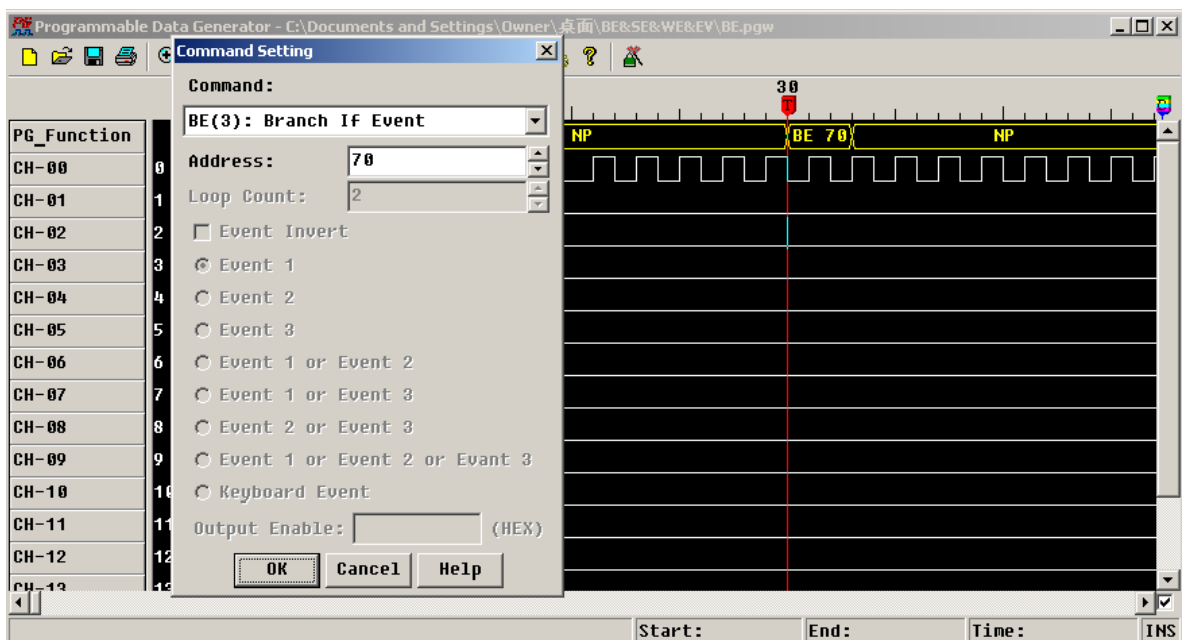 Programmable Data Generator - C:\Documents and Settings\Owner\桌面\BE&SE&WE&EV\BE.pgw
Command Setting
Command:
BE(3): Branch If Event
Address: 70
Loop Count: 2
Event Invert
Event 1
Event 2
Event 3
Event 1 or Event 2
Event 1 or Event 3
Event 2 or Event 3
Event 1 or Event 2 or Evant 3
Keyboard Event
Output Enable: (HEX)
OK Cancel Help
30
T
PG_Function NP BE 70 NP
CH-00 0
CH-01 1
CH-02 2
CH-03 3
CH-04 4
CH-05 5
CH-06 6
CH-07 7
CH-08 8
CH-09 9
CH-10 10
CH-11 11
CH-12 12
CH-13
Start: End: Time: INS